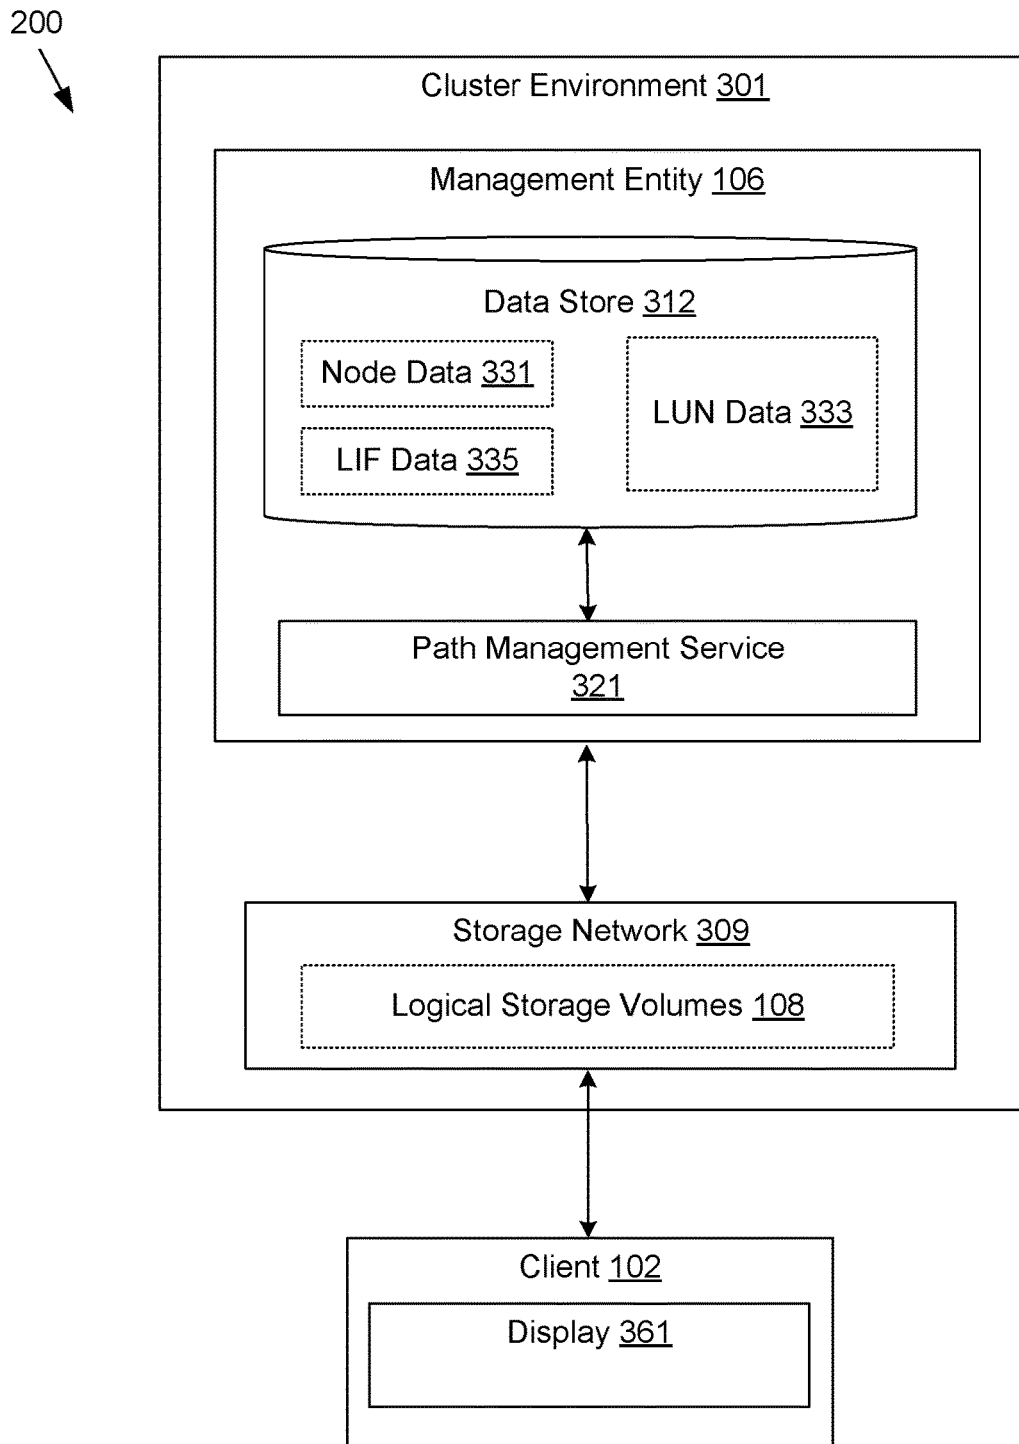 200
Cluster Environment 301
Management Entity 106
Data Store 312
Node Data 331
LUN Data 333
LIF Data 335
Path Management Service
321
Storage Network 309
Logical Storage Volumes 108
Client 102
Display 361